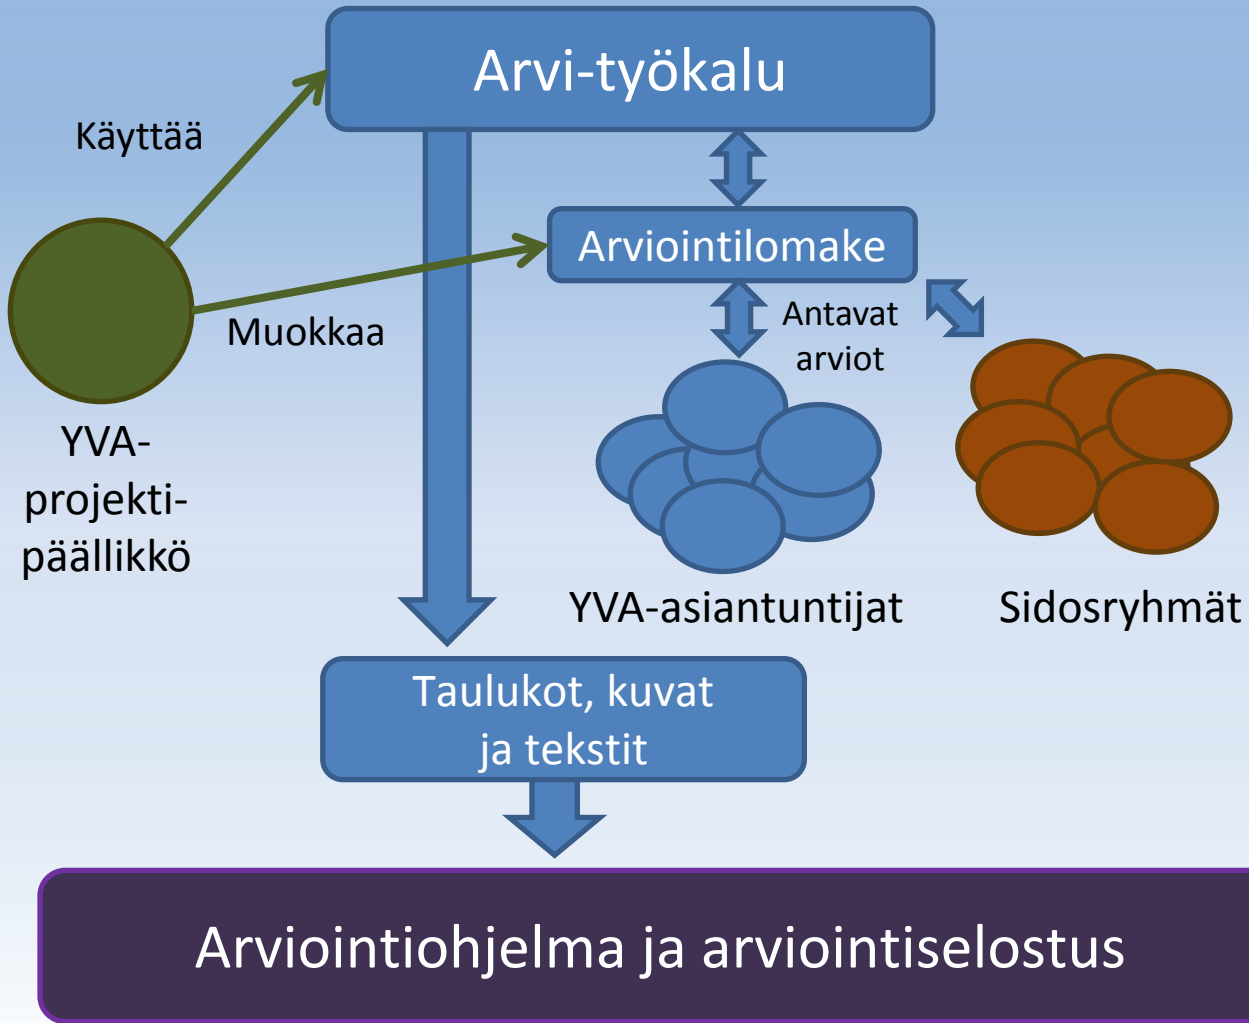 Arvi-työkalu
Käyttää
Arviointilomake
Muokkaa
Antavat
arviot
YVA-
projekti-
päällikkö
YVA-asiantuntijat
Sidosryhmät
Taulukot, kuvat
ja tekstit
Arviointiohjelma ja arviointiselostus